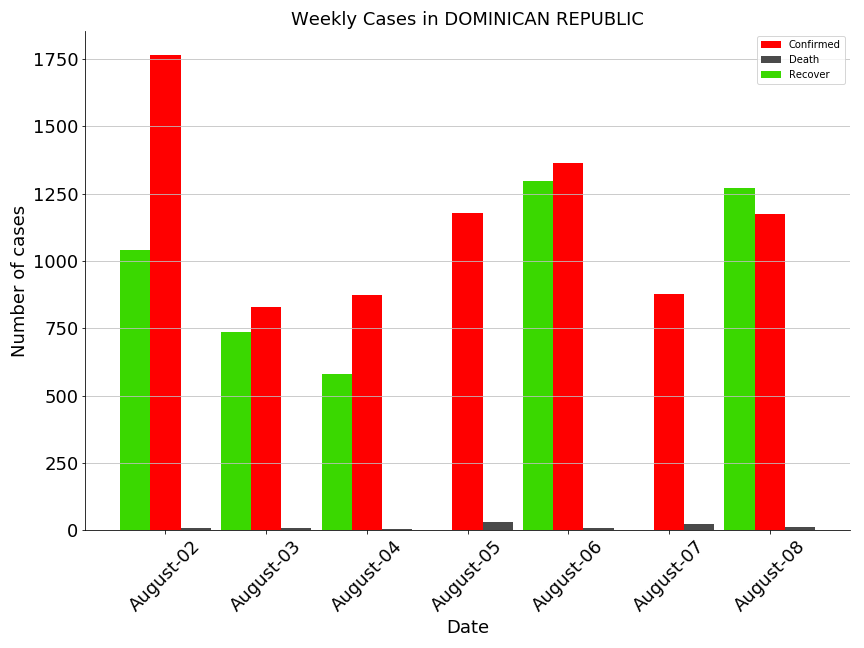 Weekly Cases in DOMINICAN REPUBLIC
Confirmed
Death
Recover
Number of cases
1750
1500
1250
1000
750
500
250
0
August-02
August-03
August-04
August-05
August-06
August-07
August-08
Date